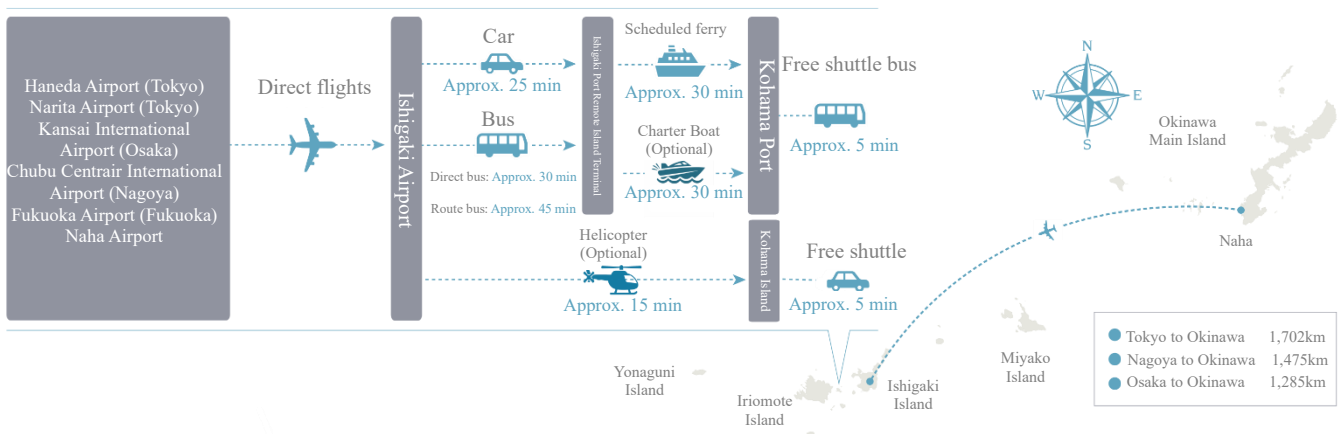 Haneda Airport (Tokyo)
Narita Airport (Tokyo)
Kansai International
Airport (Osaka)
Chubu Centrair International
Airport (Nagoya)
Fukuoka Airport (Fukuoka)
Naha Airport
Direct flights
Ishigaki Airport
Car
Approx. 25 min
Bus
Direct bus: Approx. 30 min
Route bus: Approx. 45 min
Ishigaki Port Remote Island Terminal
Scheduled ferry
Approx. 30 min
Charter Boat
(Optional)
Approx. 30 min
Kohama Port
Free shuttle bus
Approx. 5 min
Helicopter
(Optional)
Approx. 15 min
Kohama Island
Free shuttle
Approx. 5 min
N
W
E
S
Okinawa
Main Island
Naha
Miyako
Island
Yonaguni
Island
Iriomote
Island
Ishigaki
Island
Tokyo to Okinawa 1,702km
Nagoya to Okinawa 1,475km
Osaka to Okinawa 1,285km